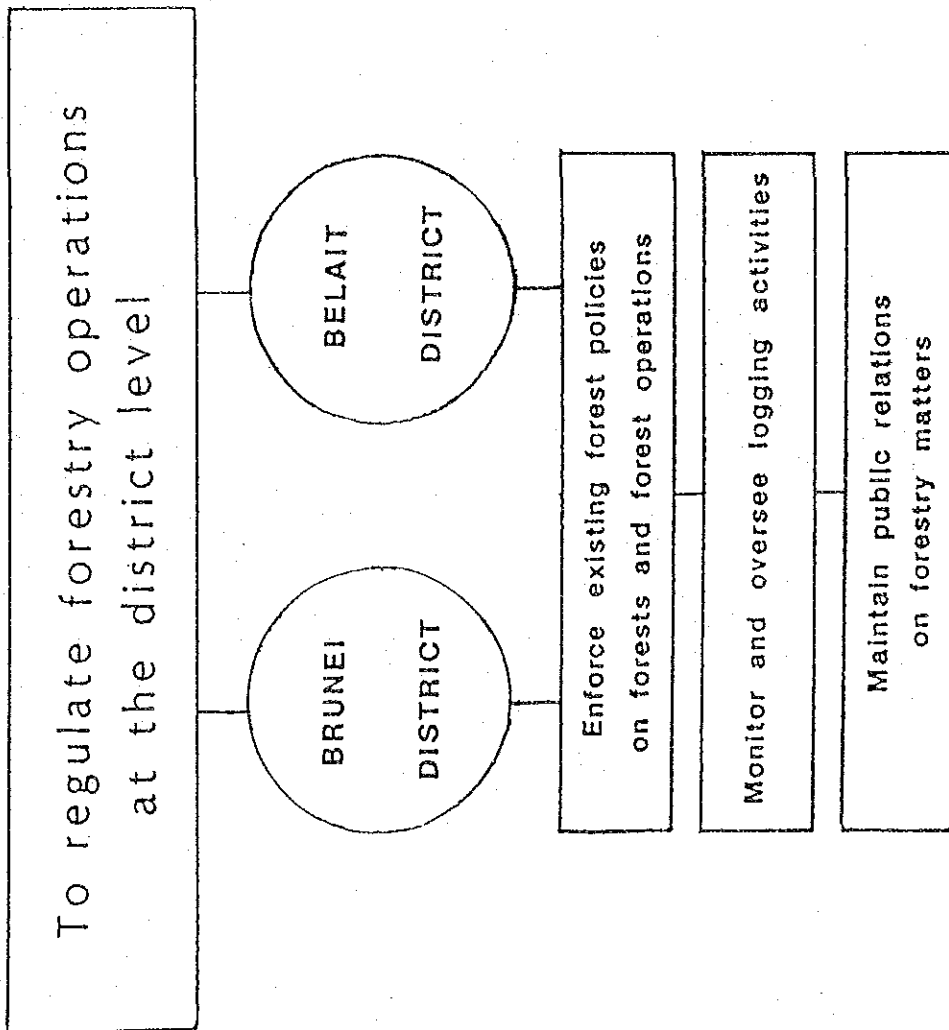 To regulate forestry operations
at the district level
BRUNEI
DISTRICT
BELAIT
DISTRICT
Enforce existing forest policies
on forests and forest operations
Monitor and oversee logging activities
Maintain public relations
on forestry matters